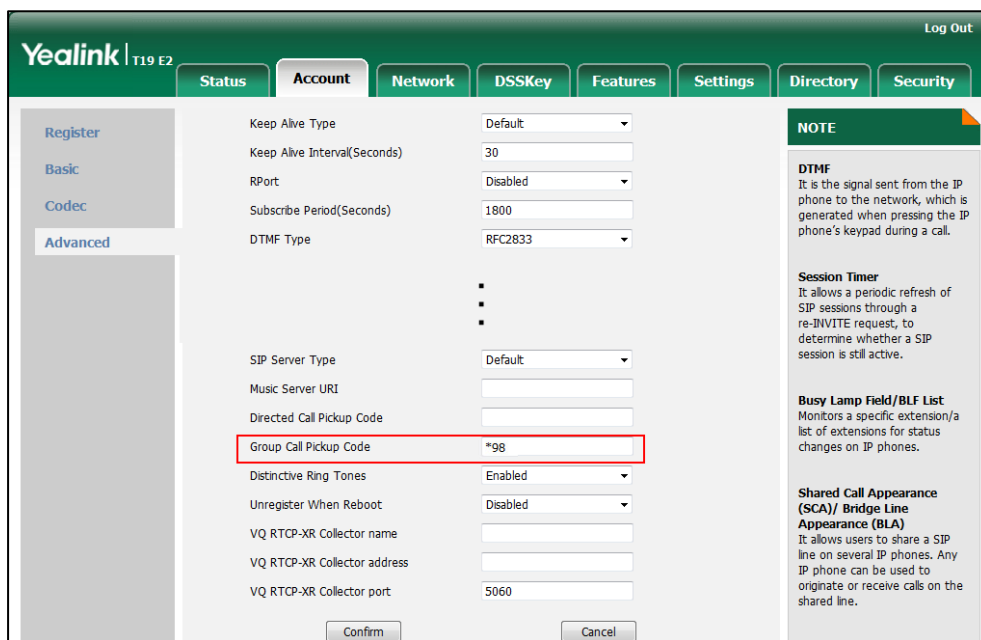 Log Out
Yealink | T19 E2
Status Account Network DSSKey Features Settings Directory Security
Register
Basic
Codec
Advanced
Keep Alive Type Default
Keep Alive Interval(Seconds) 30
RPort Disabled
Subscribe Period(Seconds) 1800
DTMF Type RFC2833
SIP Server Type Default
Music Server URI
Directed Call Pickup Code
Group Call Pickup Code *98
Distinctive Ring Tones Enabled
Unregister When Reboot Disabled
VQ RTCP-XR Collector name
VQ RTCP-XR Collector address
VQ RTCP-XR Collector port 5060
Confirm Cancel
NOTE
DTMF
It is the signal sent from the IP
phone to the network, which is
generated when pressing the IP
phone's keypad during a call.
Session Timer
It allows a periodic refresh of
SIP sessions through a
re-INVITE request, to
determine whether a SIP
session is still active.
Busy Lamp Field/BLF List
Monitors a specific extension/a
list of extensions for status
changes on IP phones.
Shared Call Appearance
(SCA)/ Bridge Line
Appearance (BLA)
It allows users to share a SIP
line on several IP phones. Any
IP phone can be used to
originate or receive calls on the
shared line.